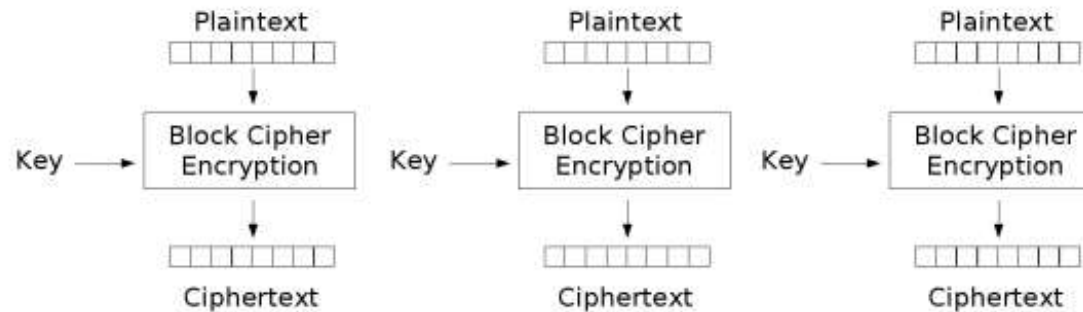 Plaintext
Plaintext
Plaintext
Key
Block Cipher
Encryption
Key
Block Cipher
Encryption
Key
Block Cipher
Encryption
Ciphertext
Ciphertext
Ciphertext